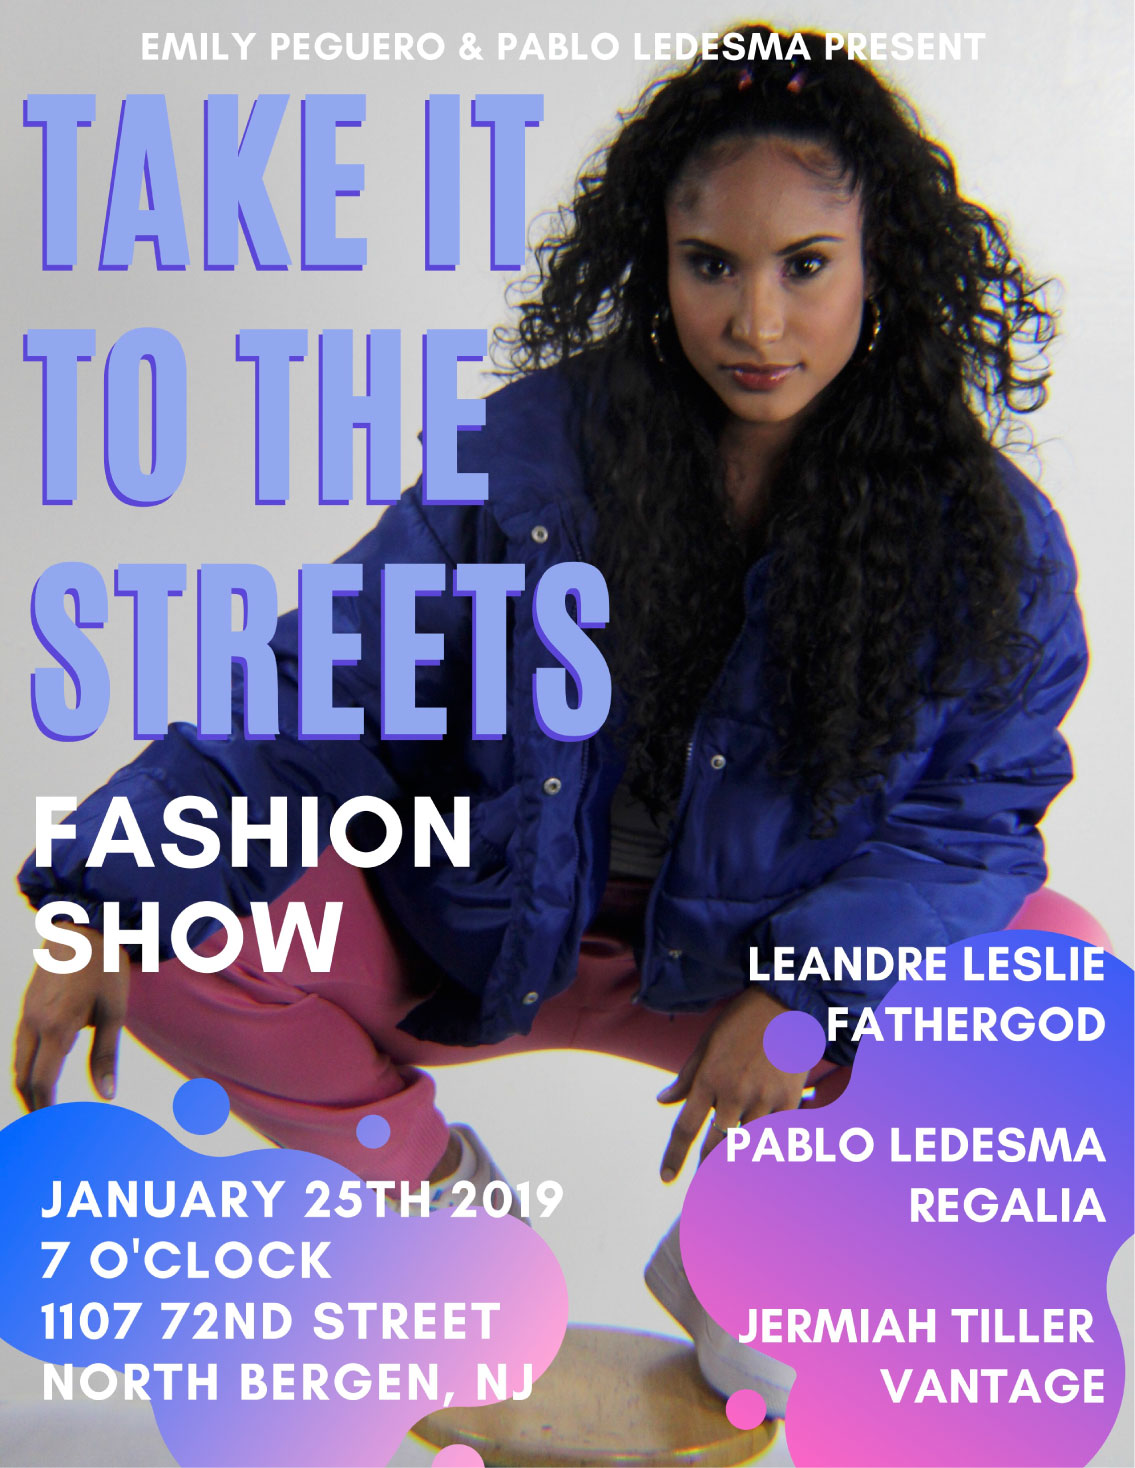 EMILY PEGUERO & PABLO LEDESMA PRESENT
TAKE IT
TO THE
STREETS
FASHION
SHOW
LEANDRE LESLIE
FATHERGOD
PABLO LEDESMA
REGALIA
JERMIAH TILLER
VANTAGE
JANUARY 25TH 2019
7 O'CLOCK
1107 72ND STREET
NORTH BERGEN, NJ